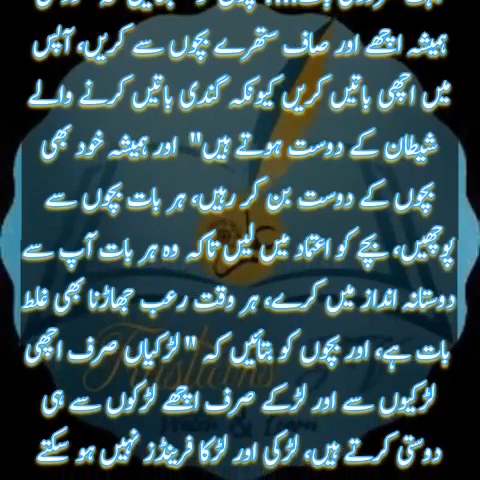 ہمیشہ اچھے اور صاف ستھرے بچوں سے کریں، آپس
میں اچھی باتیں کریں کیونکہ گندی باتیں کرنے والے
شیطان کے دوست ہوتے ہیں" اور ہمیشہ خود بھی
بچوں کے دوست بن کر رہیں، ہر بات بچوں سے
پوچھیں، بچے کو اعتماد میں لیں تاکہ وہ ہر بات آپ سے
دوستانہ انداز میں کرے، ہر وقت رعب جھاڑنا بھی غلط
بات ہے، اور بچوں کو بتائیں کہ " لڑکیاں صرف اچھی
لڑکیوں سے اور لڑکے صرف اچھے لڑکوں سے ہی
دوستی کرتے ہیں، لڑکی اور لڑکا فرینڈز نہیں ہو سکتے